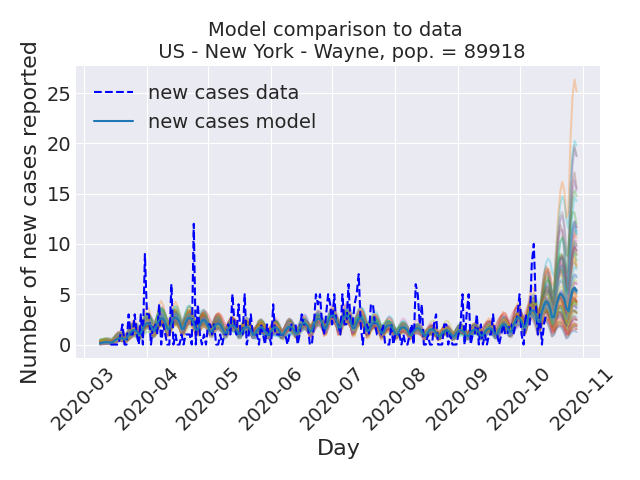 Model comparison to data
US - New York - Wayne, pop. = 89918
Number of new cases reported
25
20
15
10
5
0
new cases data
new cases model
2020-03
2020-04
2020-05
2020-06
2020-07
2020-08
2020-09
2020-10
2020-11
Day